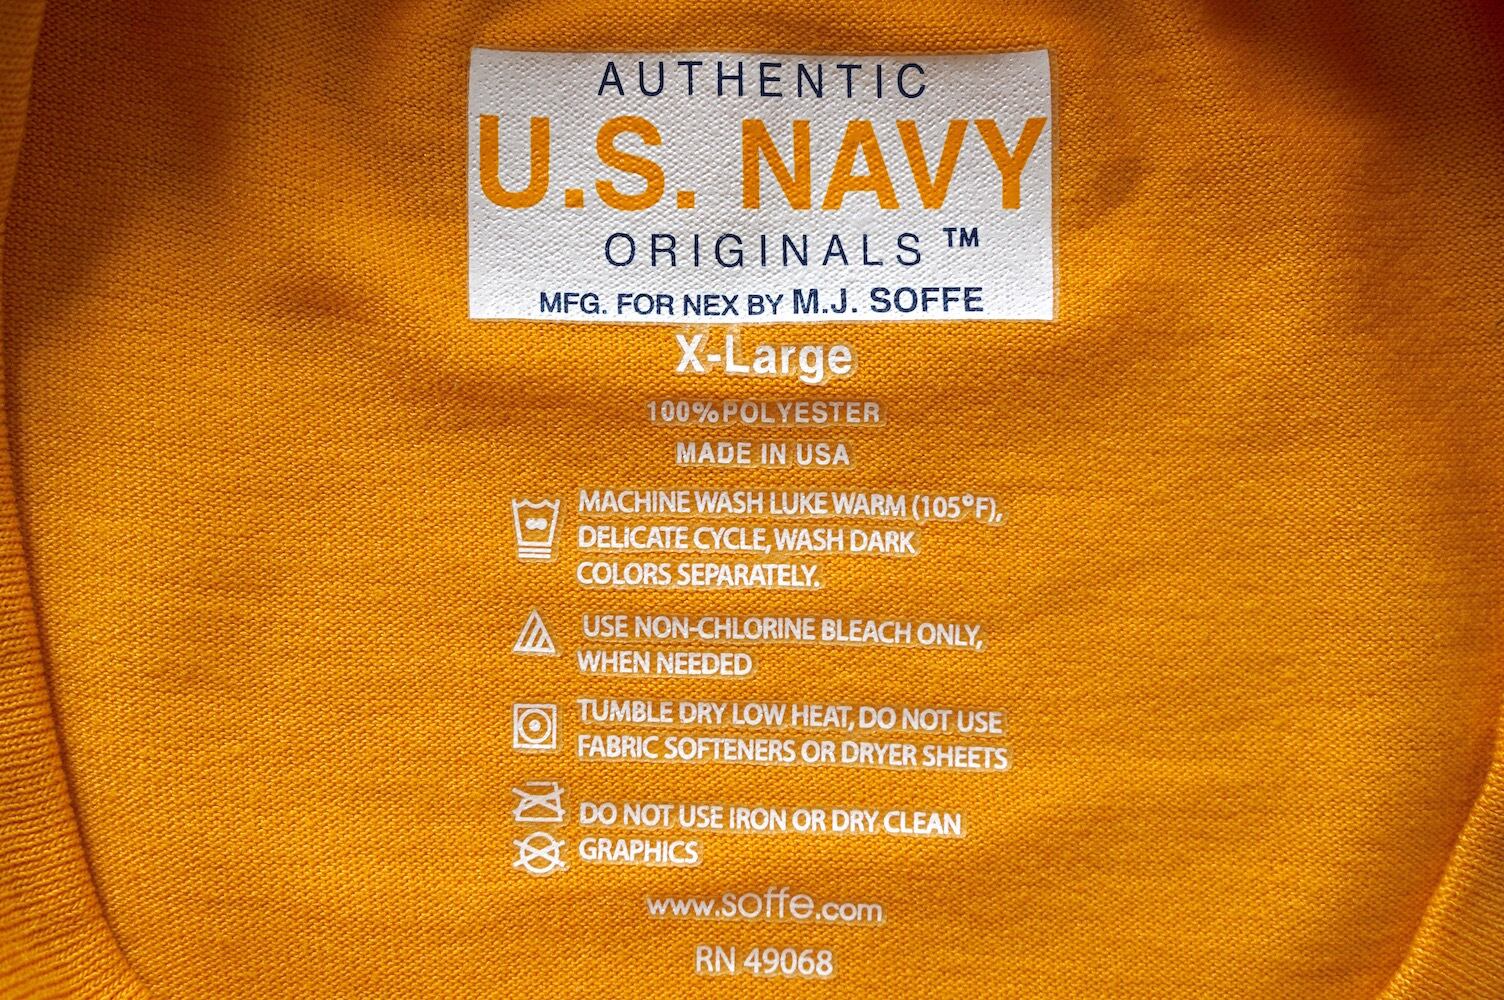 AUTHENTIC
U.S. NAVY
ORIGINALS ™
MFG. FOR NEX BY M.J. SOFFE
X-Large
100% POLYESTER
MADE IN USA
MACHINE WASH LUKE WARM (105°F),
DELICATE CYCLE, WASH DARK
COLORS SEPARATELY.
USE NON-CHLORINE BLEACH ONLY,
WHEN NEEDED
TUMBLE DRY LOW HEAT, DO NOT USE
FABRIC SOFTENERS OR DRYER SHEETS
DO NOT USE IRON OR DRY CLEAN
GRAPHICS
www.soffe.com
RN 49068